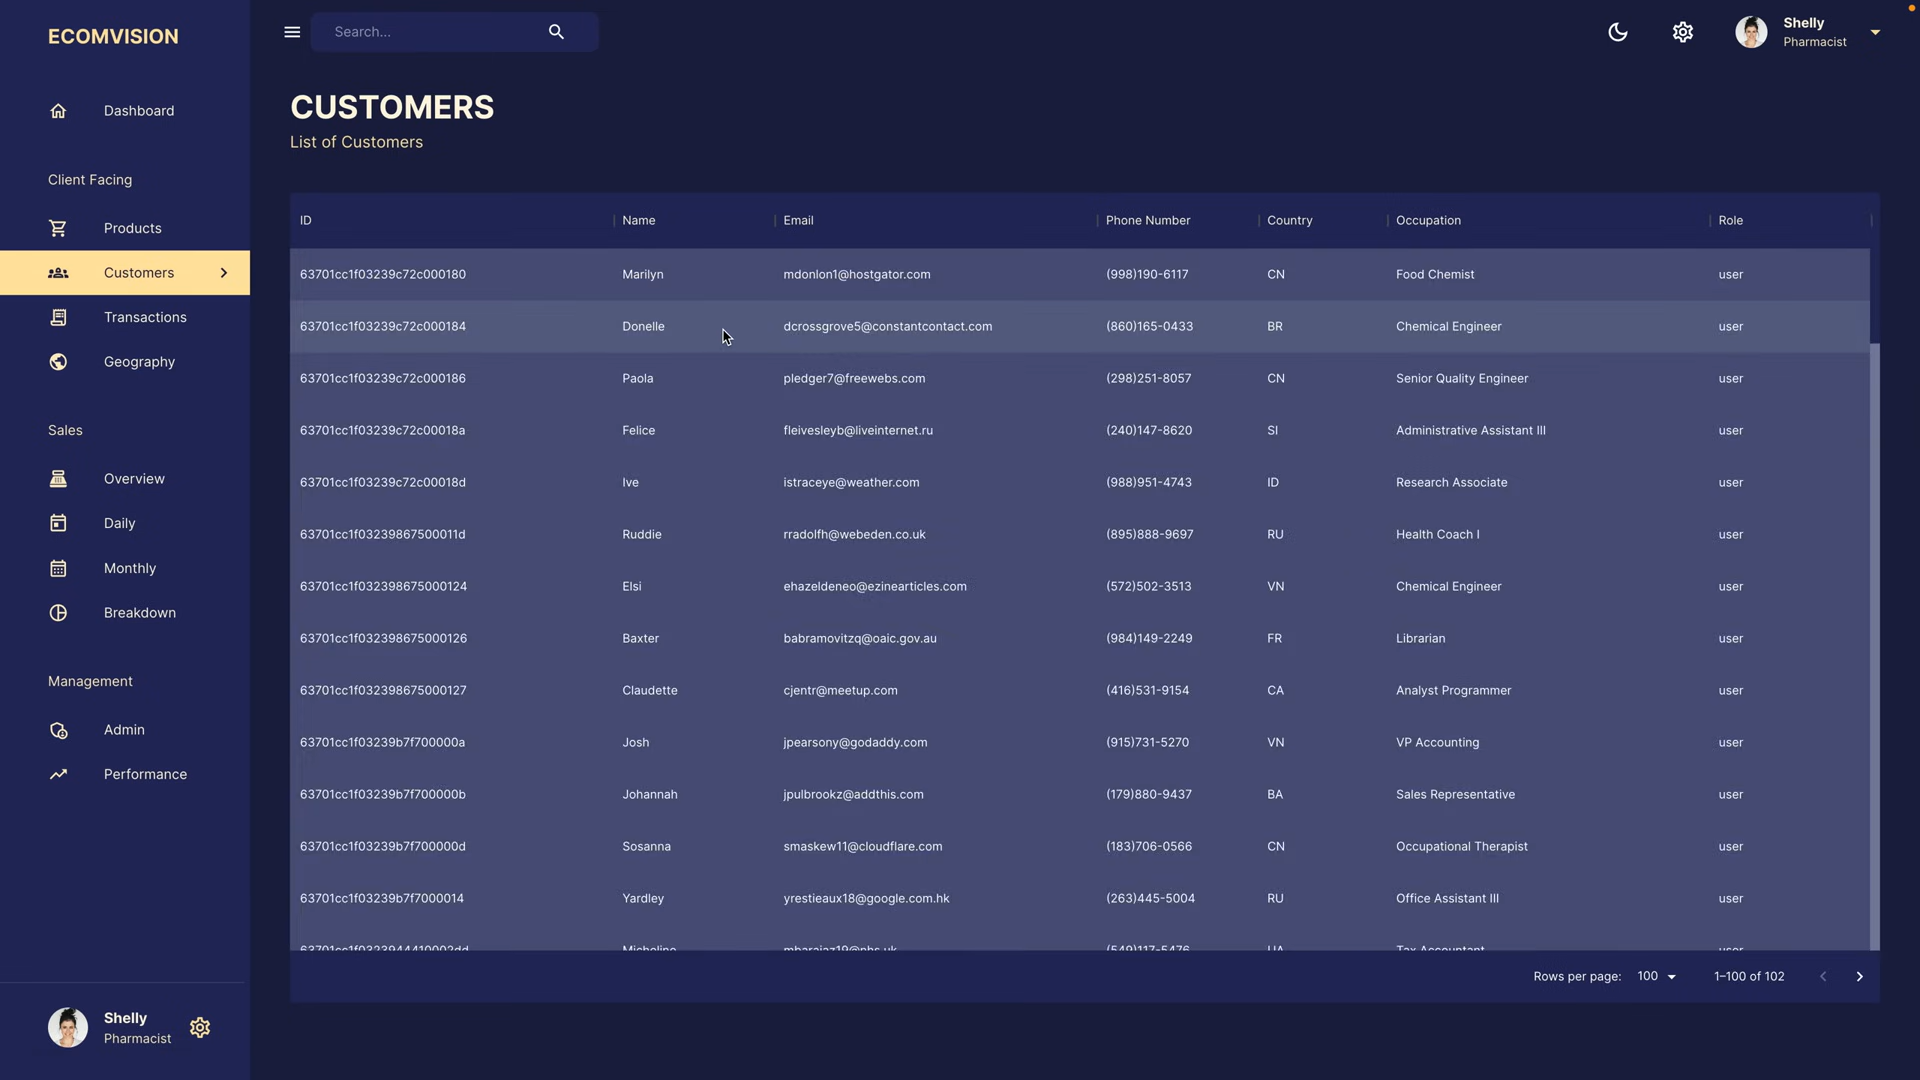 ECOMVISION
Dashboard
Client Facing
Products
Customers
Transactions
Geography
Sales
Overview
Daily
Monthly
Breakdown
Management
Admin
Performance
Shelly
Pharmacist
Search...
Shelly
Pharmacist
CUSTOMERS
List of Customers
ID Name Email Phone Number Country Occupation Role
63701cc1f03239c72c000180 Marilyn mdonlon1@hostgator.com (998)190-6117 CN Food Chemist user
63701cc1f03239c72c000184 Donelle dcrossgrove5@constantcontact.com (860)165-0433 BR Chemical Engineer user
63701cc1f03239c72c000186 Paola pledger7@freewebs.com (298)251-8057 CN Senior Quality Engineer user
63701cc1f03239c72c00018a Felice fleivesleyb@liveinternet.ru (240)147-8620 SI Administrative Assistant III user
63701cc1f03239c72c00018d Ive istraceye@weather.com (988)951-4743 ID Research Associate user
63701cc1f03239867500011d Ruddie rradolfh@webeden.co.uk (895)888-9697 RU Health Coach I user
63701cc1f032398675000124 Elsi ehazeldeneo@ezinearticles.com (572)502-3513 VN Chemical Engineer user
63701cc1f032398675000126 Baxter babramovitzq@oaic.gov.au (984)149-2249 FR Librarian user
63701cc1f032398675000127 Claudette cjentr@meetup.com (416)531-9154 CA Analyst Programmer user
63701cc1f03239b7f700000a Josh jpearsony@godaddy.com (915)731-5270 VN VP Accounting user
63701cc1f03239b7f700000b Johannah jpulbrookz@addthis.com (179)880-9437 BA Sales Representative user
63701cc1f03239b7f700000d Sosanna smaskew11@cloudflare.com (183)706-0566 CN Occupational Therapist user
63701cc1f03239b7f7000014 Yardley yrestieaux18@google.com.hk (263)445-5004 RU Office Assistant III user
Micheline (549)117-5476 UA Tax Accountant user
Rows per page: 100 1–100 of 102